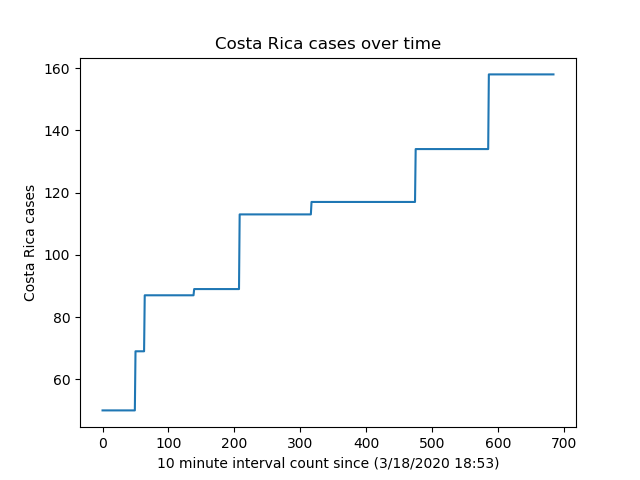 Costa Rica cases over time
160
140
120
100
80
60
Costa Rica cases
0 100 200 300 400 500 600 700
10 minute interval count since (3/18/2020 18:53)